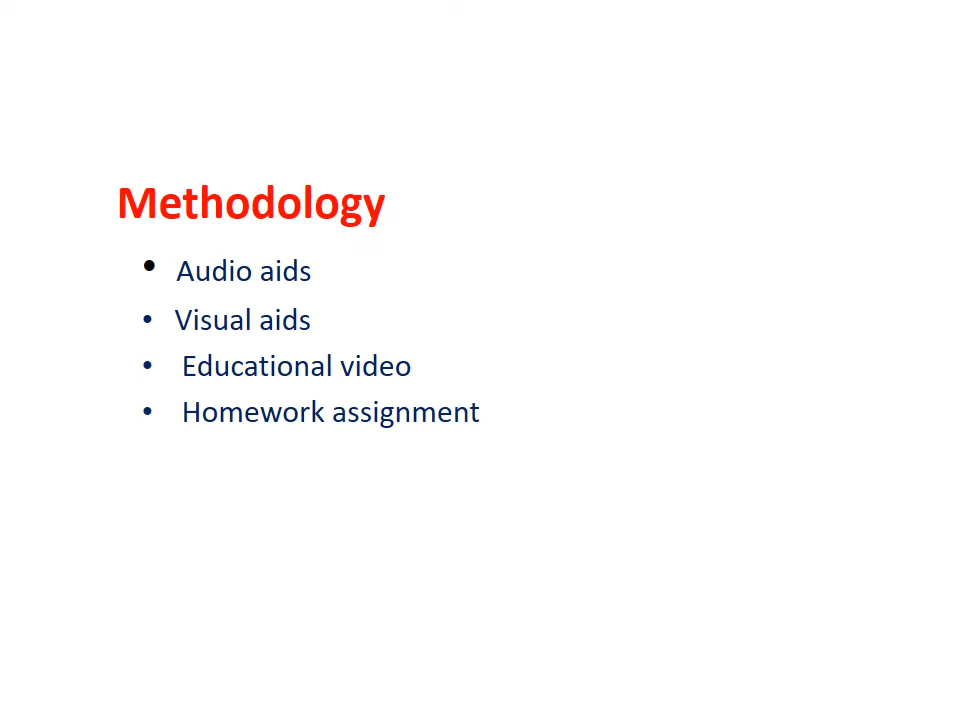 Methodology
• Audio aids
• Visual aids
• Educational video
• Homework assignment